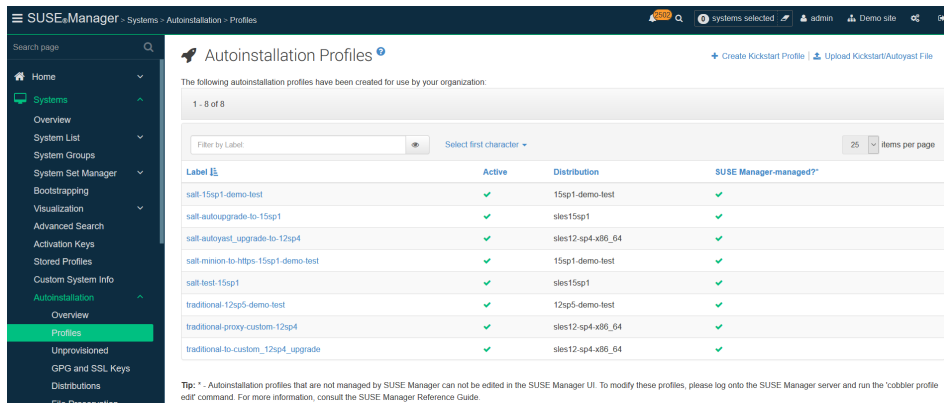 SUSE®Manager > Systems > Autoinstallation > Profiles
2502
0 systems selected
admin
Demo site
Search page
Home
Systems
Overview
System List
System Groups
System Set Manager
Bootstrapping
Visualization
Advanced Search
Activation Keys
Stored Profiles
Custom System Info
Autoinstallation
Overview
Profiles
Unprovisioned
GPG and SSL Keys
Distributions
File Preservation
Autoinstallation Profiles ?
+ Create Kickstart Profile | Upload Kickstart/Autoyast File
The following autoinstallation profiles have been created for use by your organization:
1 - 8 of 8
Filter by Label: Select first character 25 items per page
Label Active Distribution SUSE Manager-managed?*
salt-15sp1-demo-test ✔ 15sp1-demo-test ✔
salt-autoupgrade-to-15sp1 ✔ sles15sp1 ✔
salt-autoyast_upgrade-to-12sp4 ✔ sles12-sp4-x86_64 ✔
salt-minion-to-https-15sp1-demo-test ✔ 15sp1-demo-test ✔
salt-test-15sp1 ✔ sles15sp1 ✔
traditional-12sp5-demo-test ✔ 12sp5-demo-test ✔
traditional-proxy-custom-12sp4 ✔ sles12-sp4-x86_64 ✔
traditional-to-custom_12sp4_upgrade ✔ sles12-sp4-x86_64 ✔
Tip: * - Autoinstallation profiles that are not managed by SUSE Manager can not be edited in the SUSE Manager UI. To modify these profiles, please log onto the SUSE Manager server and run the 'cobbler profile
edit' command. For more information, consult the SUSE Manager Reference Guide.